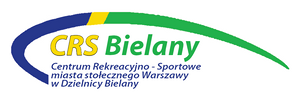 CRS Bielany
Centrum Rekreacyjno - Sportowe
miasta stołecznego Warszawy
w Dzielnicy Bielany